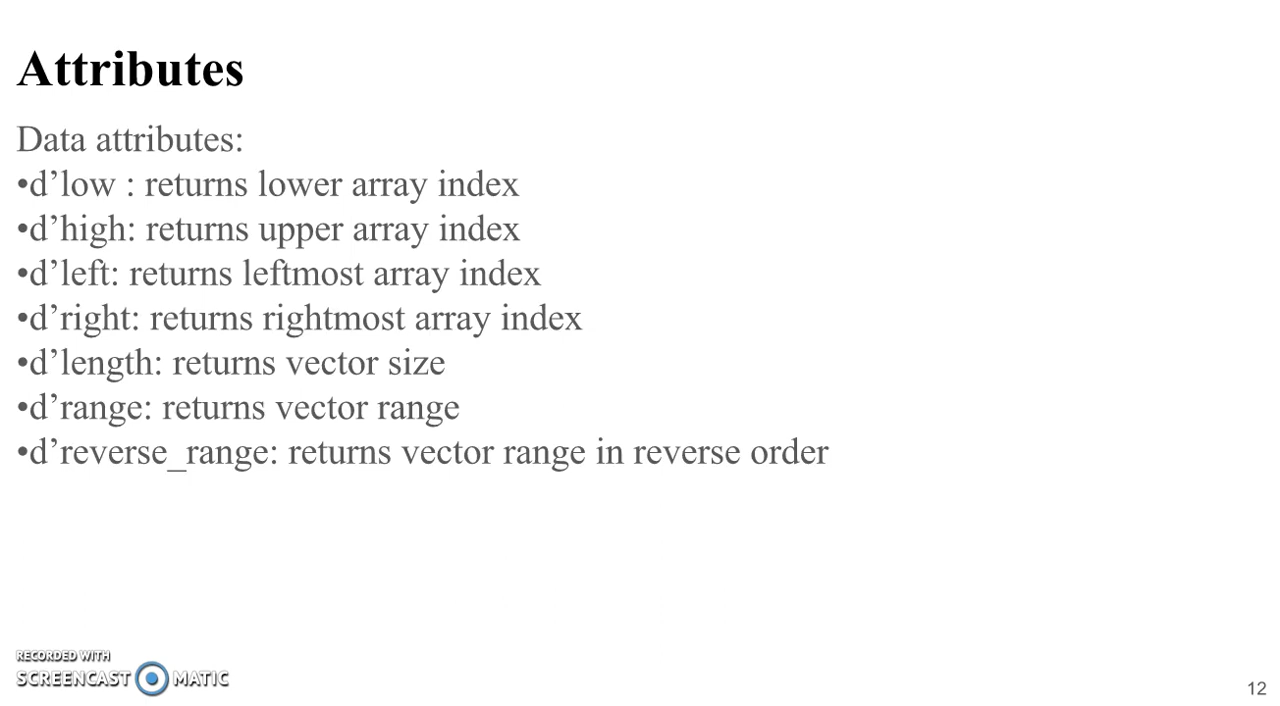 Attributes
Data attributes:
•d’low : returns lower array index
•d’high: returns upper array index
•d’left: returns leftmost array index
•d’right: returns rightmost array index
•d’length: returns vector size
•d’range: returns vector range
•d’reverse_range: returns vector range in reverse order
RECORDED WITH
SCREENCAST MATIC
12